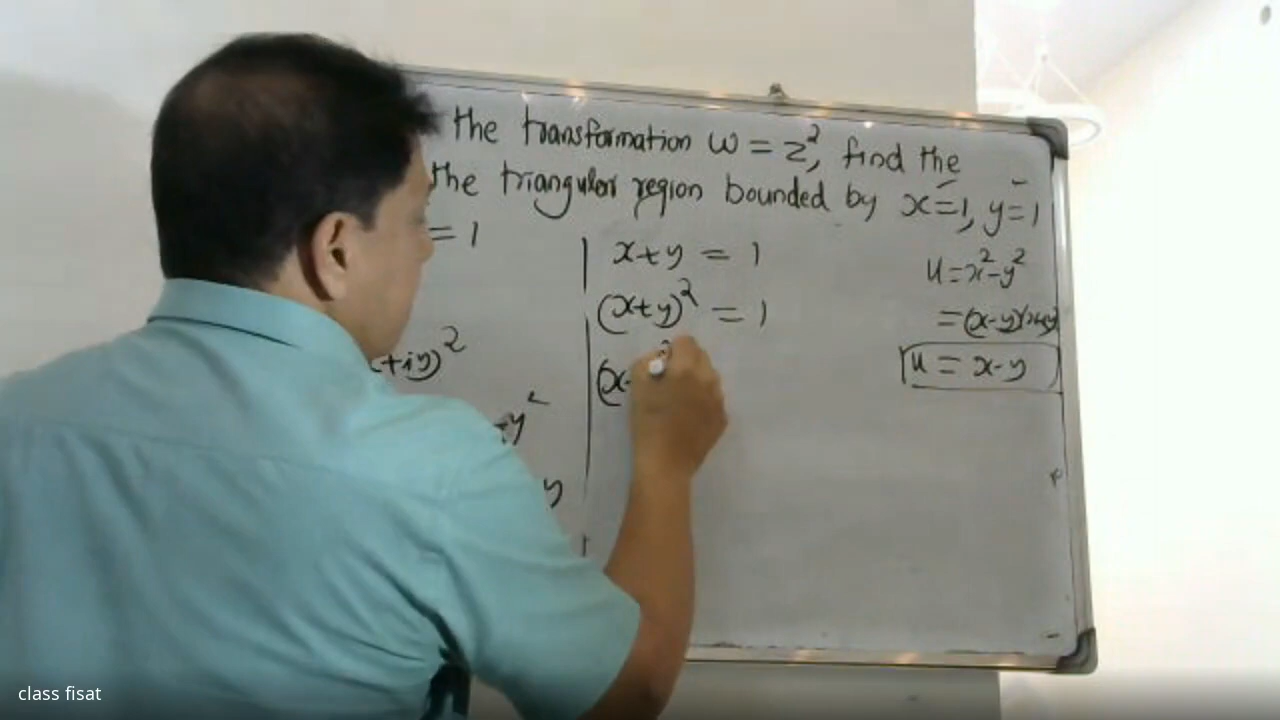 the transformation w = z², find the
the triangular region bounded by x=1, y=1
= 1
x+y = 1
(x+y)² = 1
(x-
+iy)²
y²
y
u=x²-y²
=(x-y)(x+y)
u = x-y
class fisat